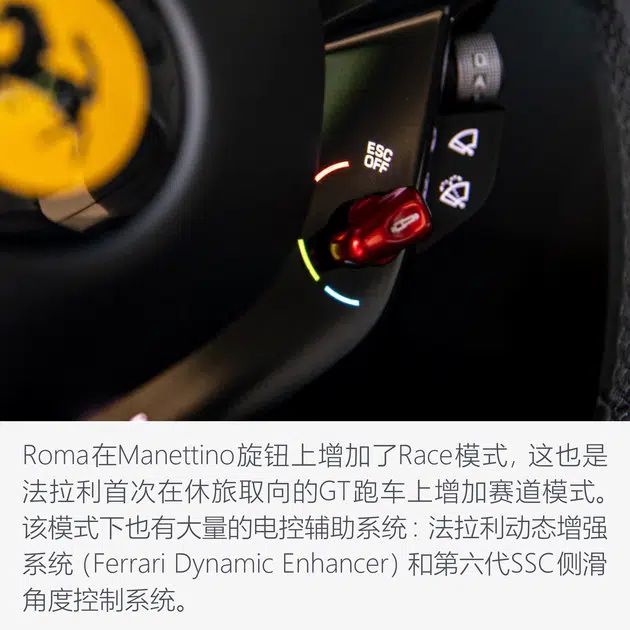 ESC
OFF
Roma在Manettino旋钮上增加了Race模式，这也是
法拉利首次在休旅取向的GT跑车上增加赛道模式。
该模式下也有大量的电控辅助系统：法拉利动态增强
系统（Ferrari Dynamic Enhancer）和第六代SSC侧滑
角度控制系统。